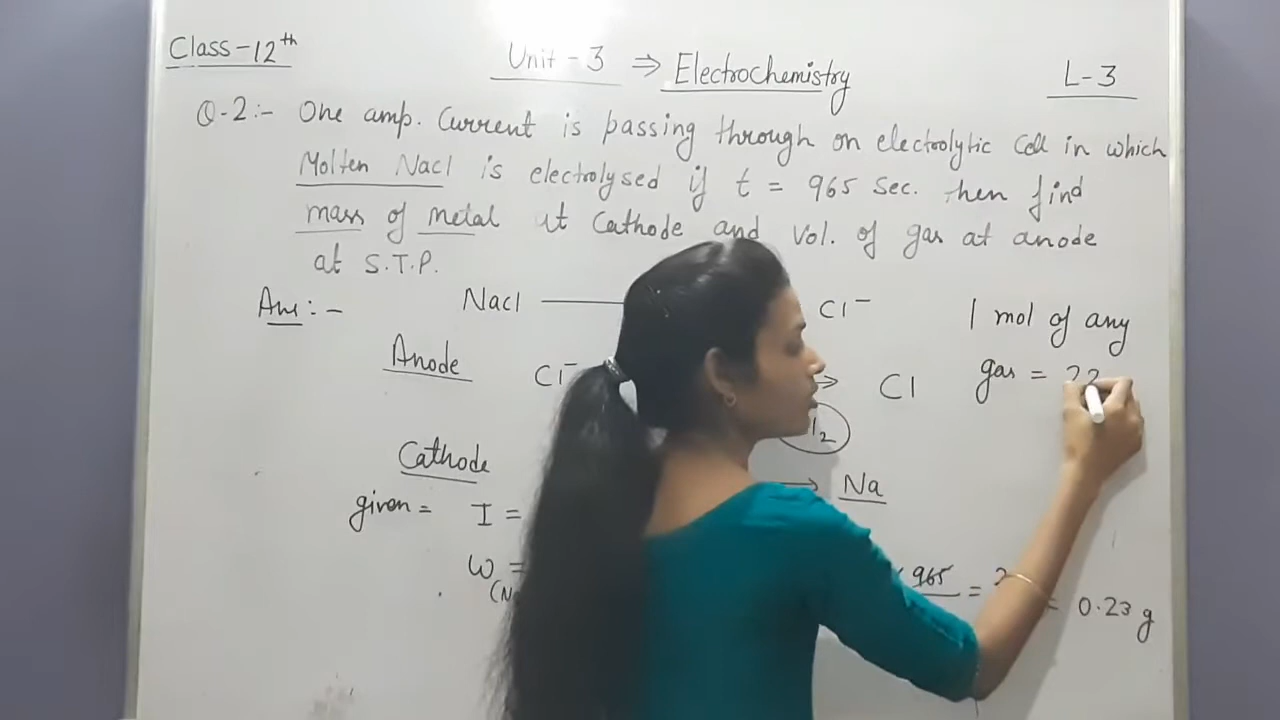 Class-12th
Unit - 3 ⇒ Electrochemistry
L-3
Q-2:- One amp. Current is passing through on electrolytic Cell in which
Molten Nacl is electrolysed if t = 965 Sec. then find
mass of metal at Cathode and Vol. of gas at anode
at S.T.P.
Ans:- Nacl Cl⁻
1 mol of any
gas = 22
Anode Cl⁻ → Cl
Cathode
→ Na
given = I =
W =
965 = = 0.23 g